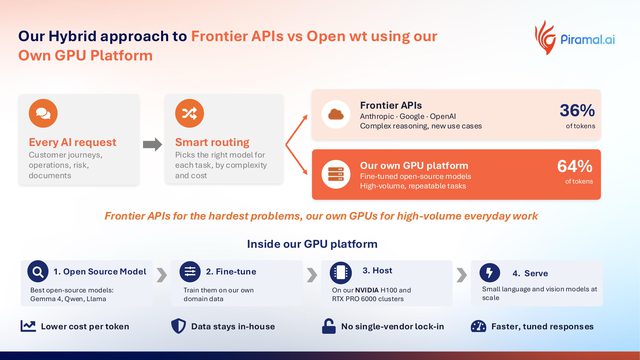 Our Hybrid approach to Frontier APIs vs Open wt using our
Own GPU Platform
Piramal.ai
Every AI request
Customer journeys,
operations, risk,
documents
Smart routing
Picks the right model for
each task, by complexity
and cost
Frontier APIs
Anthropic · Google · OpenAI
Complex reasoning, new use cases
36%
of tokens
Our own GPU platform
Fine-tuned open-source models
High-volume, repeatable tasks
64%
of tokens
Frontier APIs for the hardest problems, our own GPUs for high-volume everyday work
Inside our GPU platform
1. Open Source Model
Best open-source models:
Gemma 4, Qwen, Llama
2. Fine-tune
Train them on our own
domain data
3. Host
On our NVIDIA H100 and
RTX PRO 6000 clusters
4. Serve
Small language and vision models at
scale
Lower cost per token
Data stays in-house
No single-vendor lock-in
Faster, tuned responses